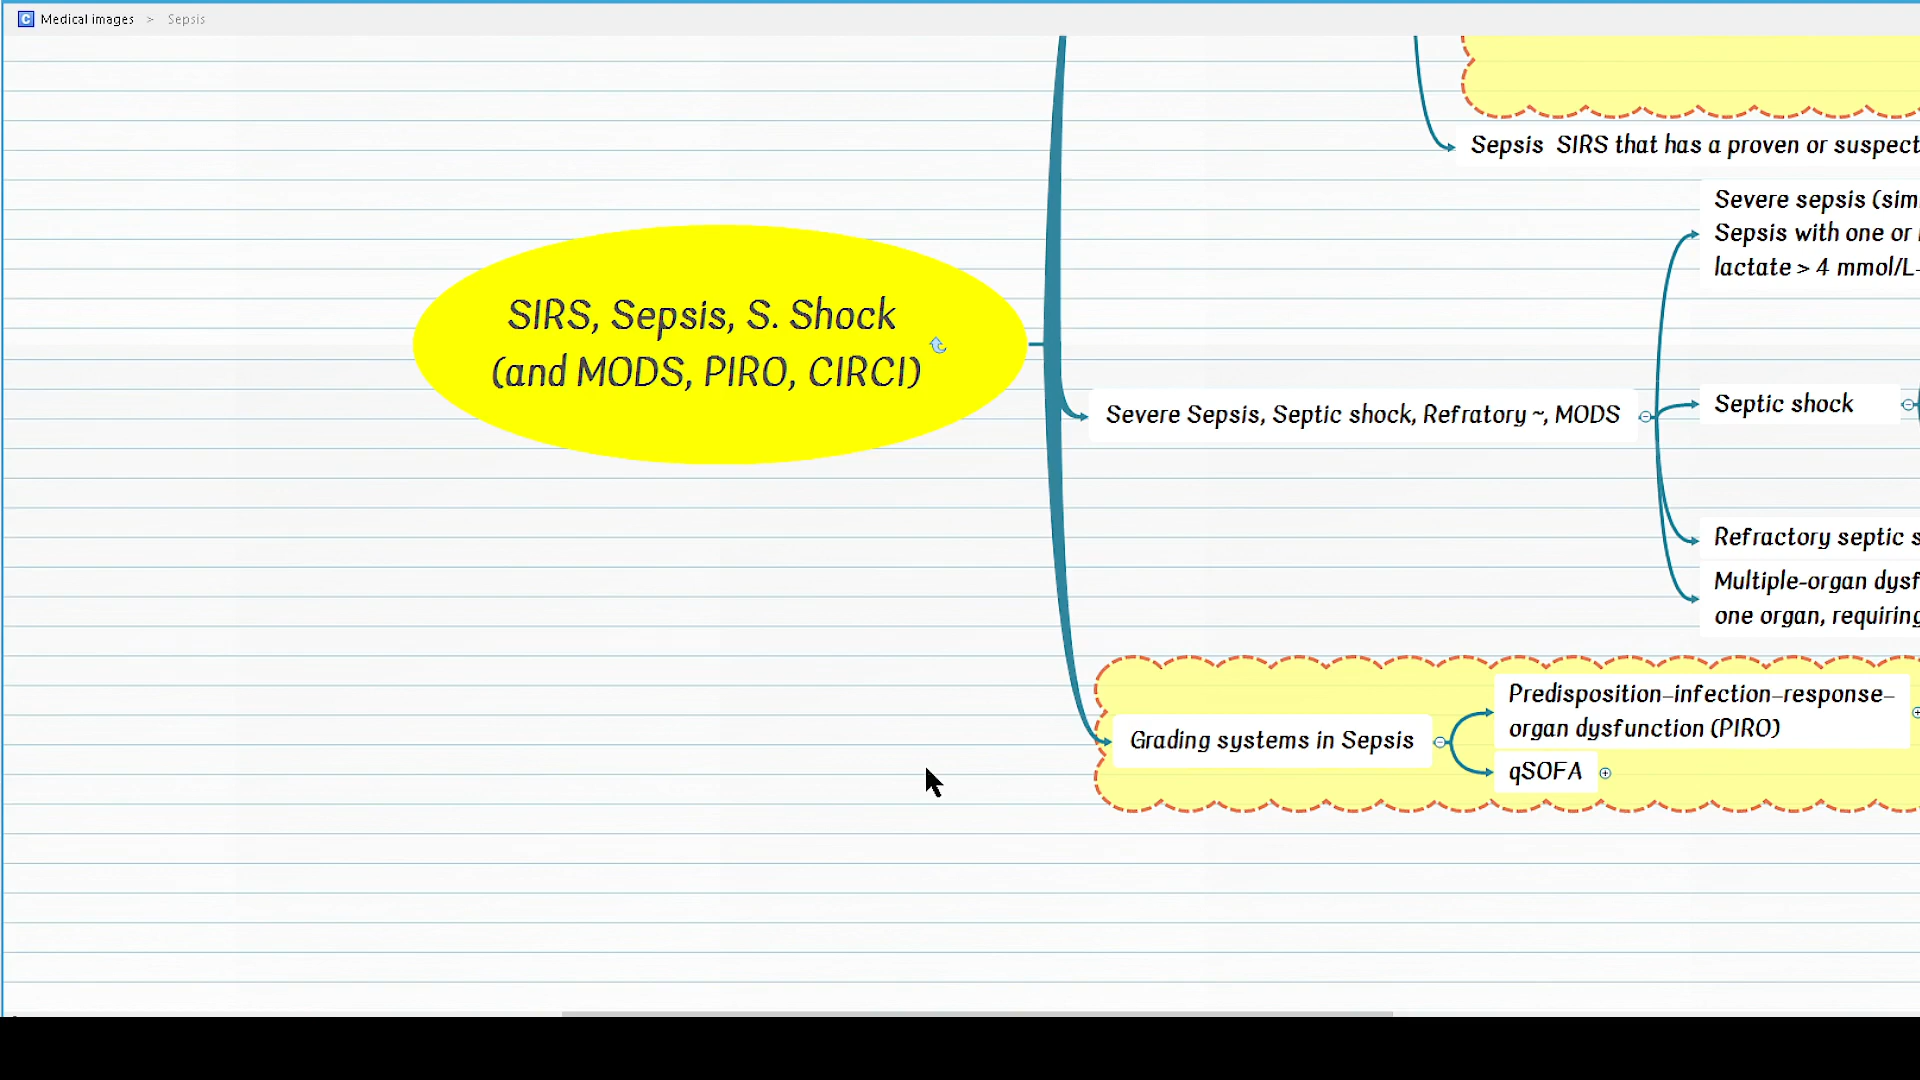 Medical images > Sepsis
Sepsis SIRS that has a proven or suspect
Severe sepsis (sim
Sepsis with one or
lactate > 4 mmol/L-
SIRS, Sepsis, S. Shock
(and MODS, PIRO, CIRCI)
Severe Sepsis, Septic shock, Refratory ~, MODS
Septic shock
Refractory septic s
Multiple-organ dysf
one organ, requiring
Predisposition–infection–response–
organ dysfunction (PIRO)
Grading systems in Sepsis
qSOFA